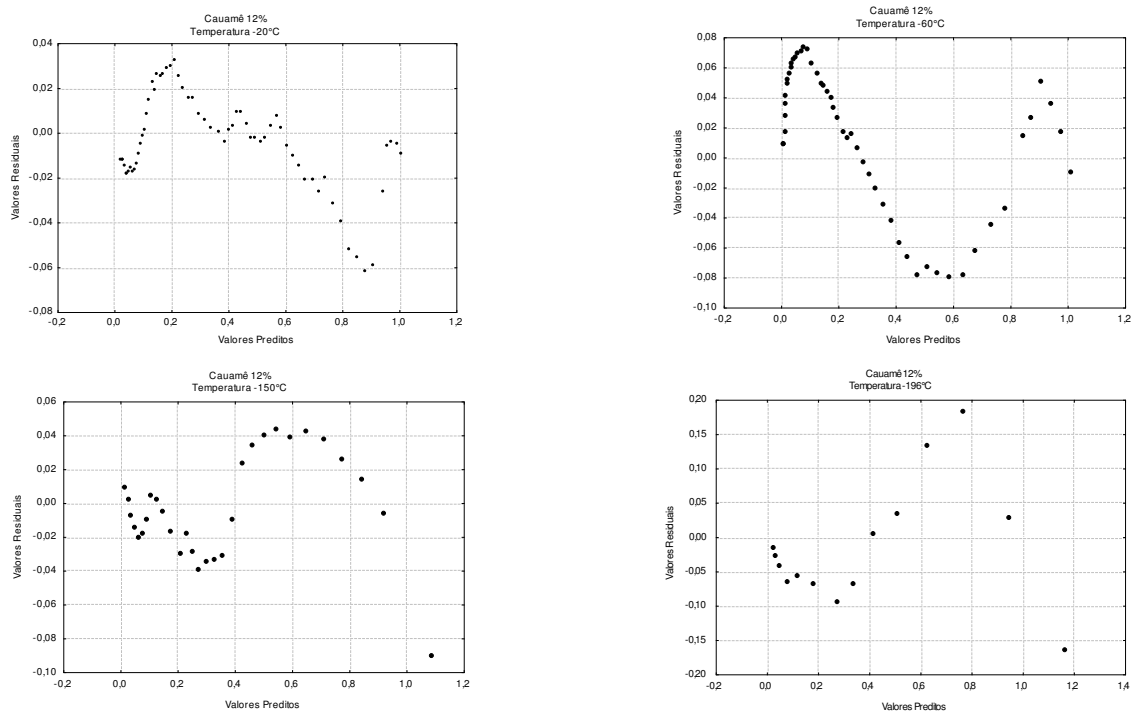 Cauamê 12%
Temperatura -20°C
0,04
0,02
0,00
-0,02
-0,04
-0,06
-0,08
Valores Residuais
-0,2 0,0 0,2 0,4 0,6 0,8 1,0 1,2
Valores Preditos
Cauamê 12%
Temperatura -60°C
0,08
0,06
0,04
0,02
0,00
-0,02
-0,04
-0,06
-0,08
-0,10
Valores Residuais
-0,2 0,0 0,2 0,4 0,6 0,8 1,0 1,2
Valores Preditos
Cauamê 12%
Temperatura -150°C
0,06
0,04
0,02
0,00
-0,02
-0,04
-0,06
-0,08
-0,10
Valores Residuais
-0,2 0,0 0,2 0,4 0,6 0,8 1,0 1,2
Valores Preditos
Cauamê 12%
Temperatura -196°C
0,20
0,15
0,10
0,05
0,00
-0,05
-0,10
-0,15
-0,20
Valores Residuais
-0,2 0,0 0,2 0,4 0,6 0,8 1,0 1,2 1,4
Valores Preditos